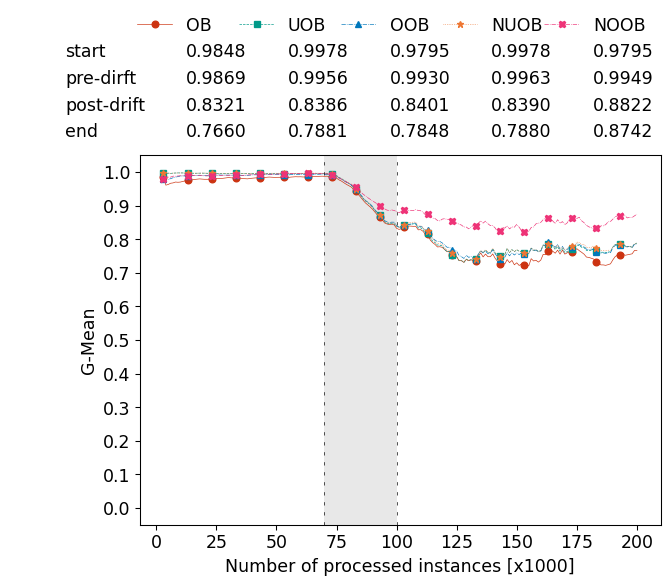 OB UOB OOB NUOB NOOB
start 0.9848 0.9978 0.9795 0.9978 0.9795
pre-dirft 0.9869 0.9956 0.9930 0.9963 0.9949
post-drift 0.8321 0.8386 0.8401 0.8390 0.8822
end 0.7660 0.7881 0.7848 0.7880 0.8742
1.0
0.9
0.8
0.7
0.6
0.5
0.4
0.3
0.2
0.1
0.0
G-Mean
0 25 50 75 100 125 150 175 200
Number of processed instances [x1000]